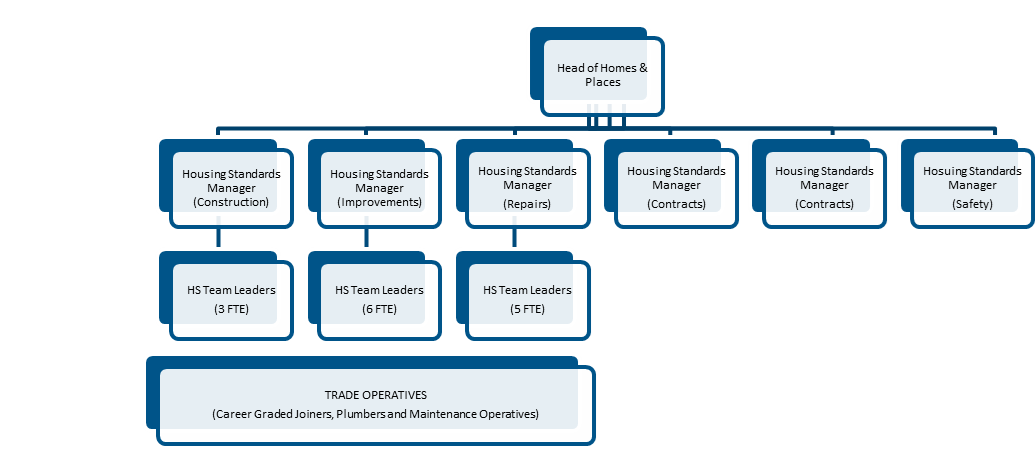 Head of Homes &
Places
Housing Standards
Manager
(Construction)
Housing Standards
Manager
(Improvements)
Housing Standards
Manager
(Repairs)
Housing Standards
Manager
(Contracts)
Housing Standards
Manager
(Contracts)
Hosuing Standards
Manager
(Safety)
HS Team Leaders
(3 FTE)
HS Team Leaders
(6 FTE)
HS Team Leaders
(5 FTE)
TRADE OPERATIVES
(Career Graded Joiners, Plumbers and Maintenance Operatives)